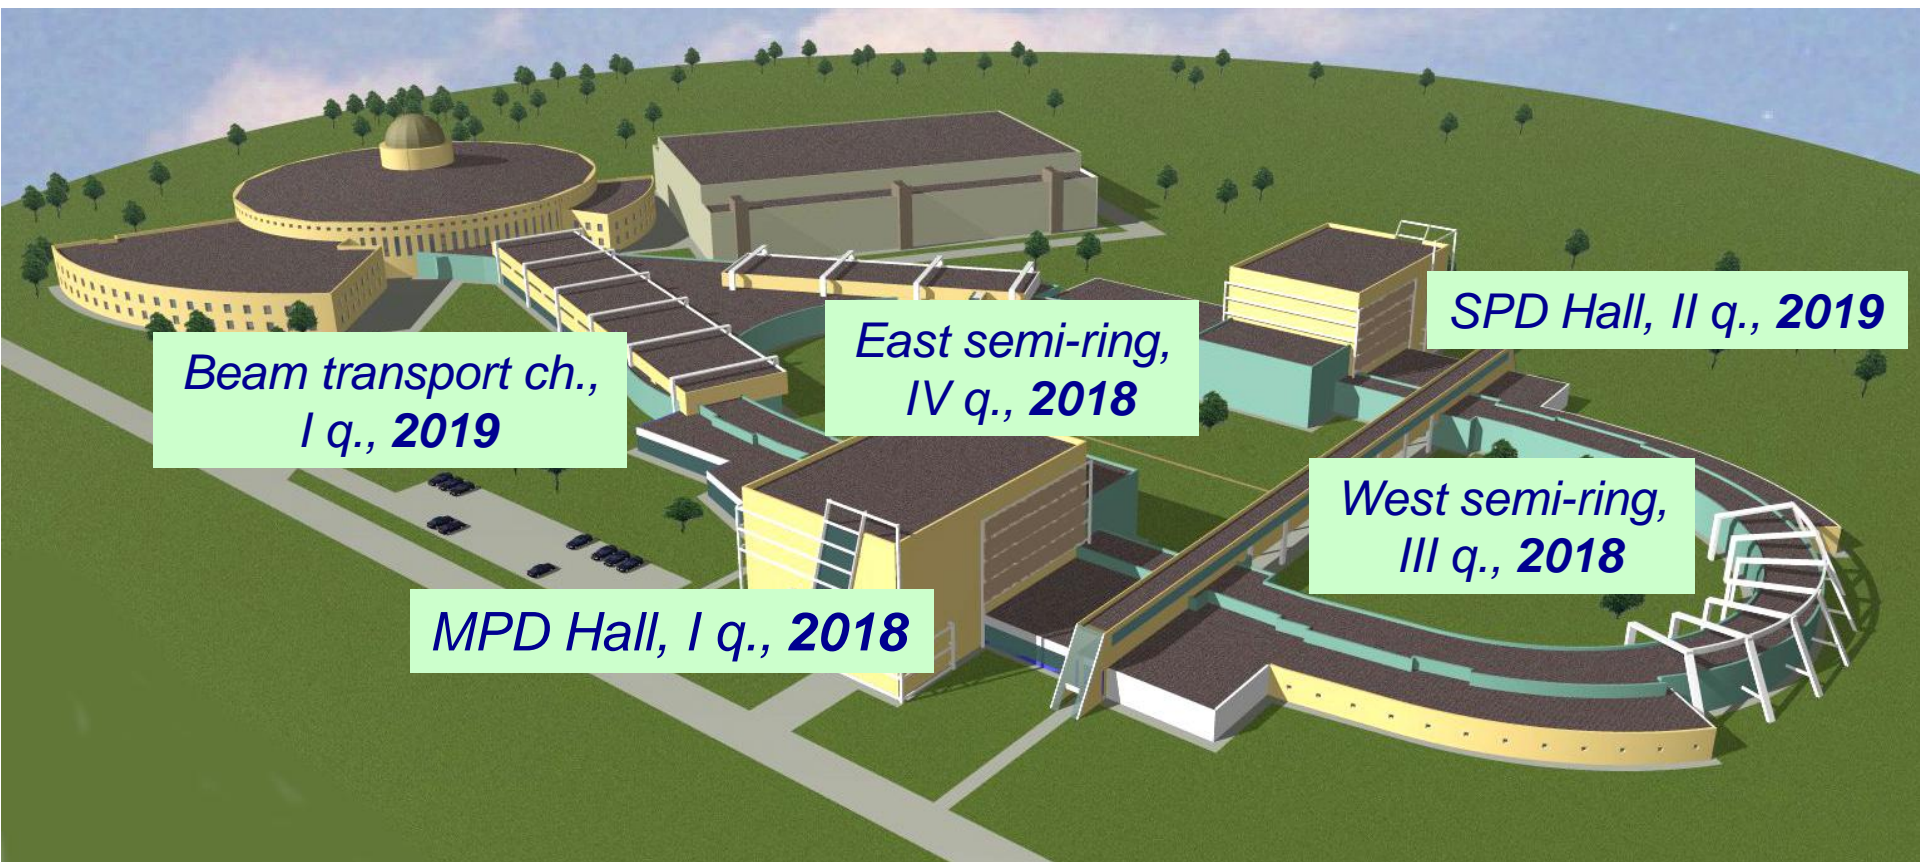 SPD Hall, II q., 2019
East semi-ring,
IV q., 2018
Beam transport ch.,
I q., 2019
West semi-ring,
III q., 2018
MPD Hall, I q., 2018